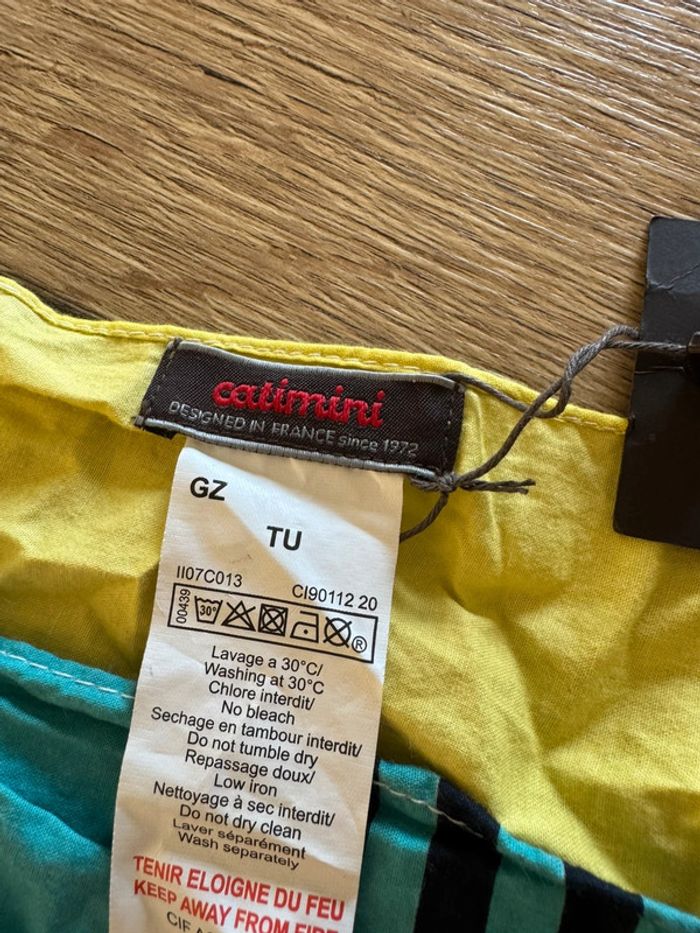 catimini
DESIGNED IN FRANCE since 1972
GZ
TU
II07C013 CI90112 20
00439 30° ®
Lavage a 30°C/
Washing at 30°C
Chlore interdit/
No bleach
Sechage en tambour interdit/
Do not tumble dry
Repassage doux/
Low iron
Nettoyage à sec interdit/
Do not dry clean
Laver séparément
Wash separately
TENIR ELOIGNE DU FEU
KEEP AWAY FROM FIRE